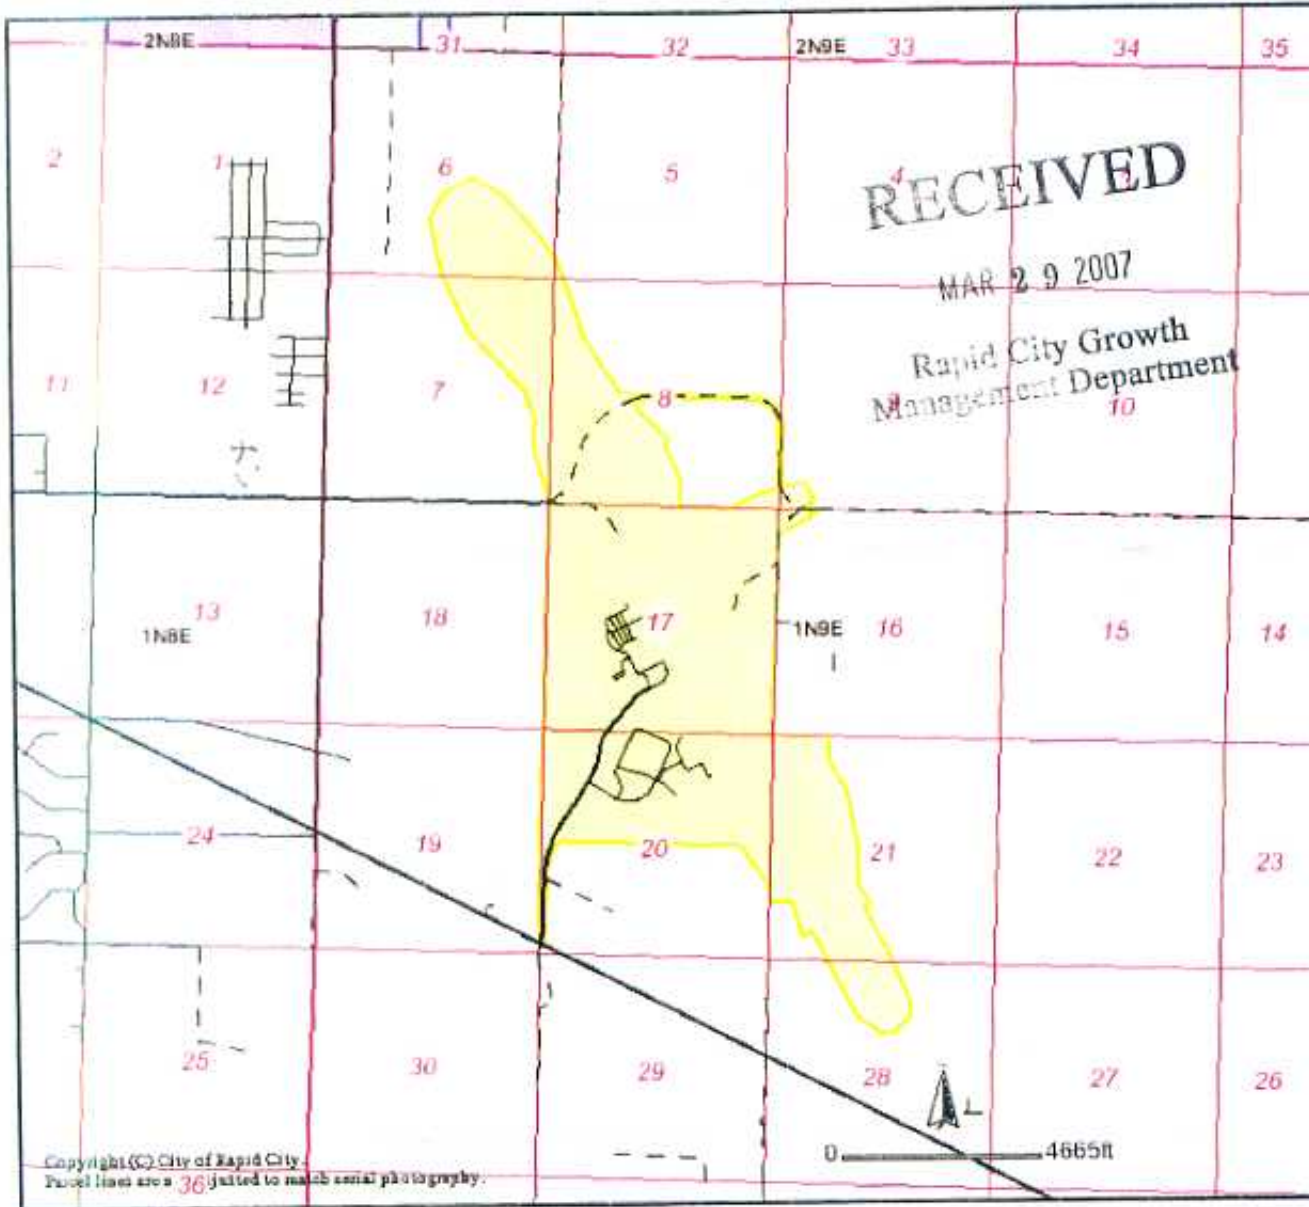 2N8E 31 32 2N9E 33 34 35
2 1 6 5 4
RECEIVED
MAR 29 2007
Rapid City Growth
Management Department
11 12 7 8 10
13 18 17 16 15 14
1N8E 1N9E
24 19 20 21 22 23
25 30 29 28 27 26
0 4665ft
Copyright (C) City of Rapid City.
Parcel lines are 36 to match aerial photography.